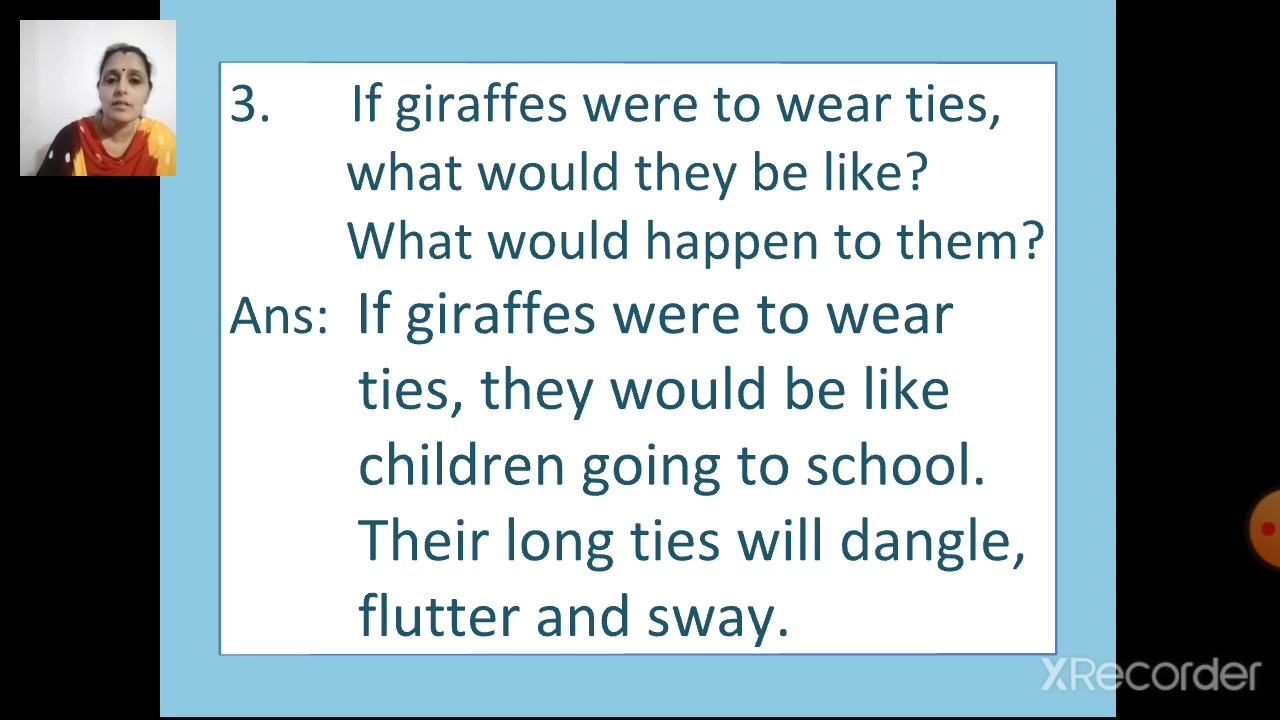 3. If giraffes were to wear ties,
what would they be like?
What would happen to them?
Ans: If giraffes were to wear
ties, they would be like
children going to school.
Their long ties will dangle,
flutter and sway.
XRecorder